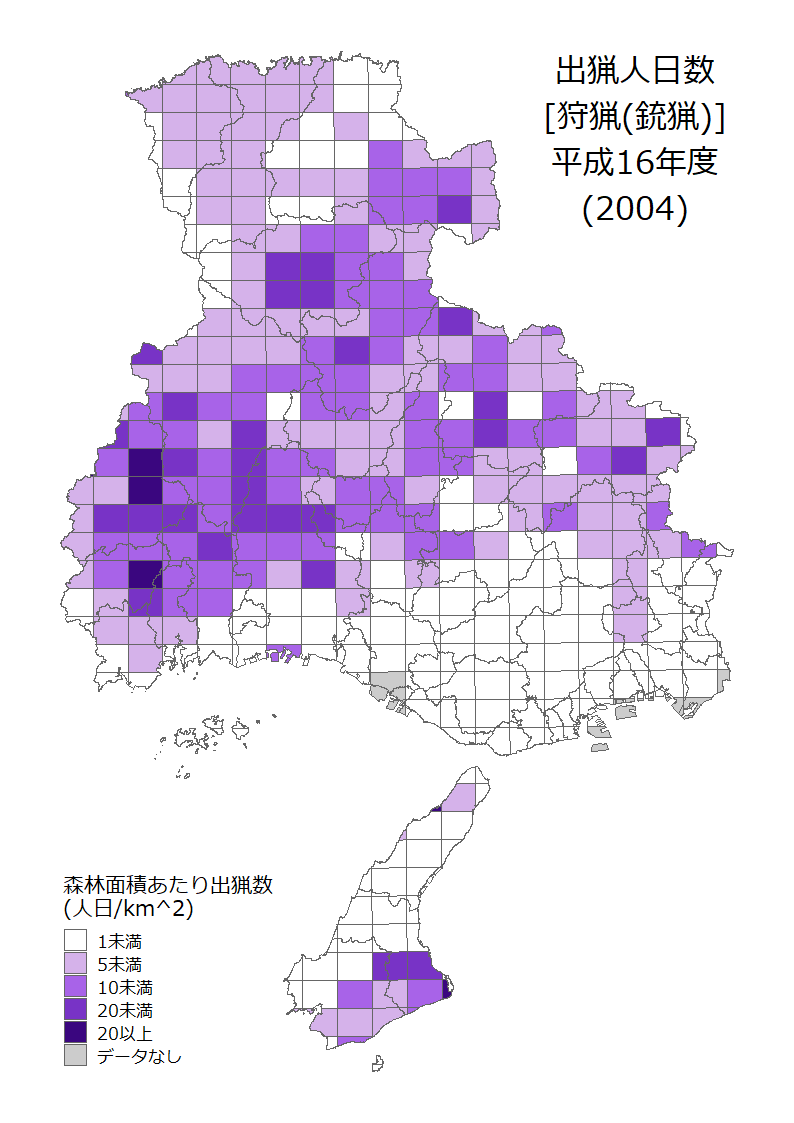 出猟人日数
[狩猟(銃猟)]
平成16年度
(2004)
森林面積あたり出猟数
(人日/km^2)
1未満
5未満
10未満
20未満
20以上
データなし